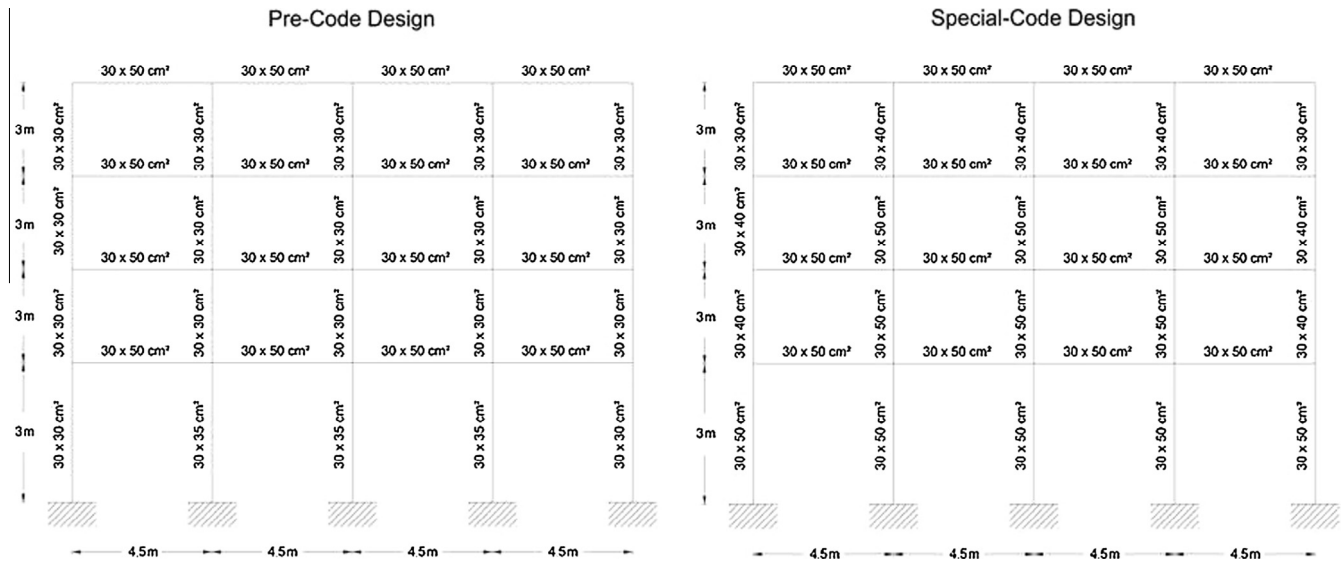 Pre-Code Design
30 x 50 cm² 30 x 50 cm² 30 x 50 cm² 30 x 50 cm²
3m 30 x 30 cm² 30 x 30 cm² 30 x 30 cm² 30 x 30 cm² 30 x 30 cm²
30 x 50 cm² 30 x 50 cm² 30 x 50 cm² 30 x 50 cm²
3m 30 x 30 cm² 30 x 30 cm² 30 x 30 cm² 30 x 30 cm² 30 x 30 cm²
30 x 50 cm² 30 x 50 cm² 30 x 50 cm² 30 x 50 cm²
3m 30 x 30 cm² 30 x 30 cm² 30 x 30 cm² 30 x 30 cm² 30 x 30 cm²
30 x 50 cm² 30 x 50 cm² 30 x 50 cm² 30 x 50 cm²
3m 30 x 30 cm² 30 x 35 cm² 30 x 35 cm² 30 x 35 cm² 30 x 30 cm²
4.5m 4.5m 4.5m 4.5m
Special-Code Design
30 x 50 cm² 30 x 50 cm² 30 x 50 cm² 30 x 50 cm²
3m 30 x 30 cm² 30 x 40 cm² 30 x 40 cm² 30 x 40 cm² 30 x 30 cm²
30 x 50 cm² 30 x 50 cm² 30 x 50 cm² 30 x 50 cm²
3m 30 x 40 cm² 30 x 50 cm² 30 x 50 cm² 30 x 50 cm² 30 x 40 cm²
30 x 50 cm² 30 x 50 cm² 30 x 50 cm² 30 x 50 cm²
3m 30 x 40 cm² 30 x 50 cm² 30 x 50 cm² 30 x 50 cm² 30 x 40 cm²
30 x 50 cm² 30 x 50 cm² 30 x 50 cm² 30 x 50 cm²
3m 30 x 50 cm² 30 x 50 cm² 30 x 50 cm² 30 x 50 cm² 30 x 50 cm²
4.5m 4.5m 4.5m 4.5m